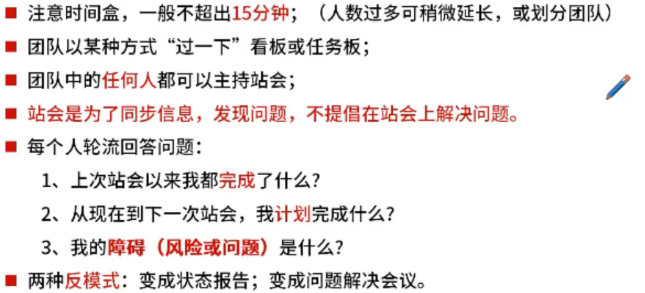 注意时间盒，一般不超出15分钟；（人数过多可稍微延长，或划分团队）
团队以某种方式“过一下”看板或任务板；
团队中的任何人都可以主持站会；
站会是为了同步信息，发现问题，不提倡在站会上解决问题。
每个人轮流回答问题：
1、上次站会以来我都完成了什么?
2、从现在到下一次站会，我计划完成什么?
3、我的障碍（风险或问题）是什么?
两种反模式：变成状态报告；变成问题解决会议。